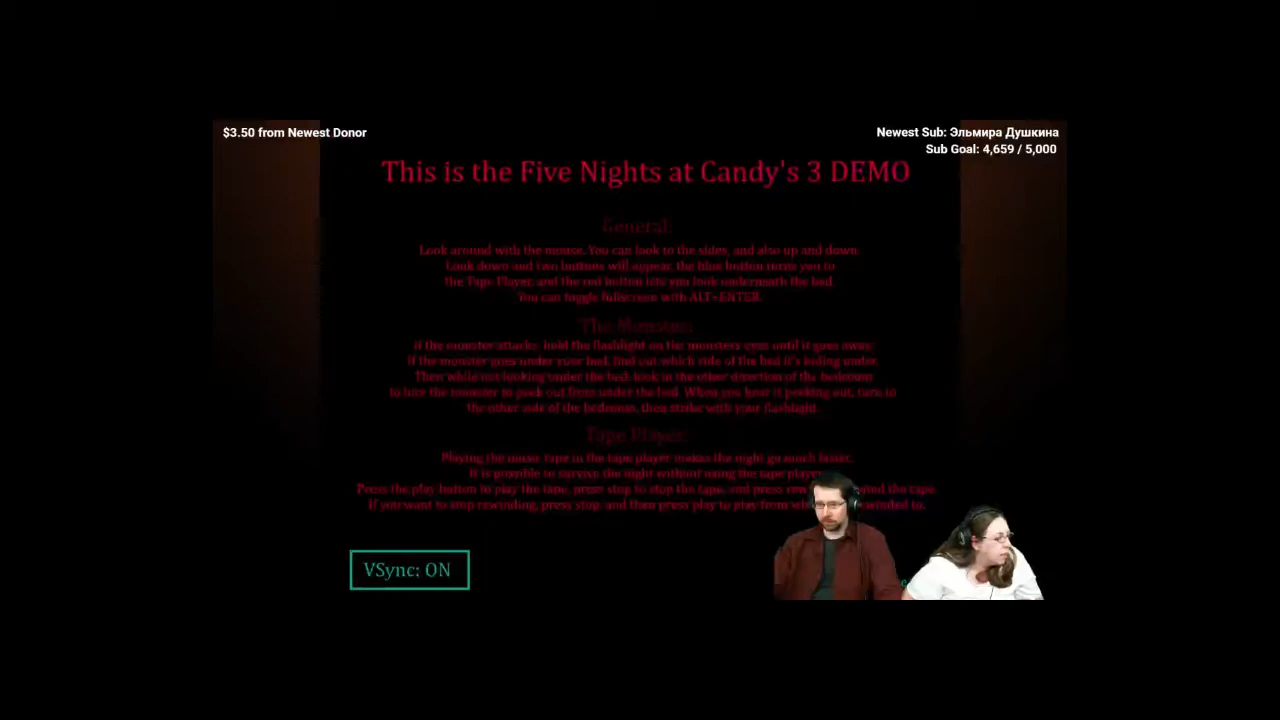 $3.50 from Newest Donor
Newest Sub: Эльмира Душкина
Sub Goal: 4,659 / 5,000
This is the Five Nights at Candy's 3 DEMO
General:
Look around with the mouse. You can look to the sides, and also up and down.
Look down and two buttons will appear, the blue button turns you to
the Tape Player, and the red button lets you look underneath the bed.
You can toggle fullscreen with ALT+ENTER.
The Monster:
If the monster attacks, hold the flashlight on the monsters eyes until it goes away.
If the monster goes under your bed, find out which side of the bed it's hiding under.
Then while not looking under the bed, look in the other direction of the bedroom
to lure the monster to peek out from under the bed. When you hear it peeking out, turn to
the other side of the bedroom, then strike with your flashlight.
Tape Player:
Playing the music tape in the tape player makes the night go much faster.
It is possible to survive the night without using the tape player.
Press the play button to play the tape, press stop to stop the tape, and press the tape.
If you want to stop rewinding, press stop, and then press play to play from to.
VSync: ON